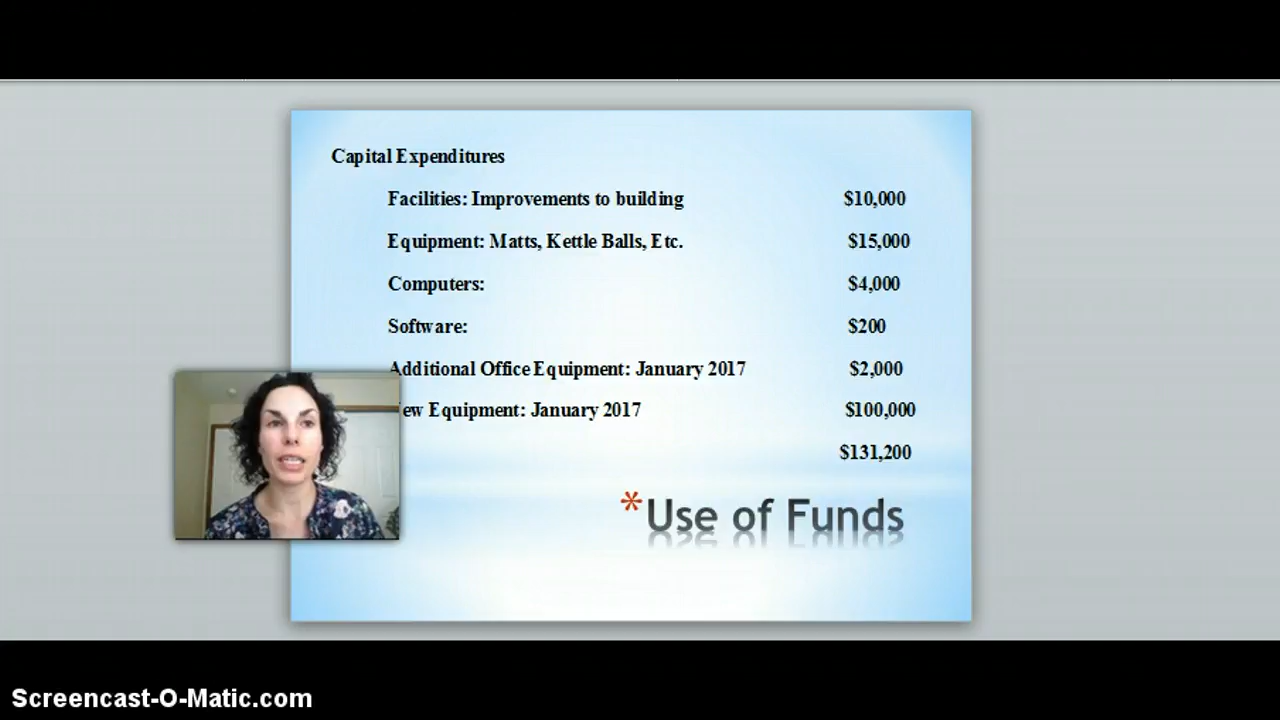 Capital Expenditures
Facilities: Improvements to building $10,000
Equipment: Matts, Kettle Balls, Etc. $15,000
Computers: $4,000
Software: $200
Additional Office Equipment: January 2017 $2,000
ew Equipment: January 2017 $100,000
$131,200
*Use of Funds
Screencast-O-Matic.com